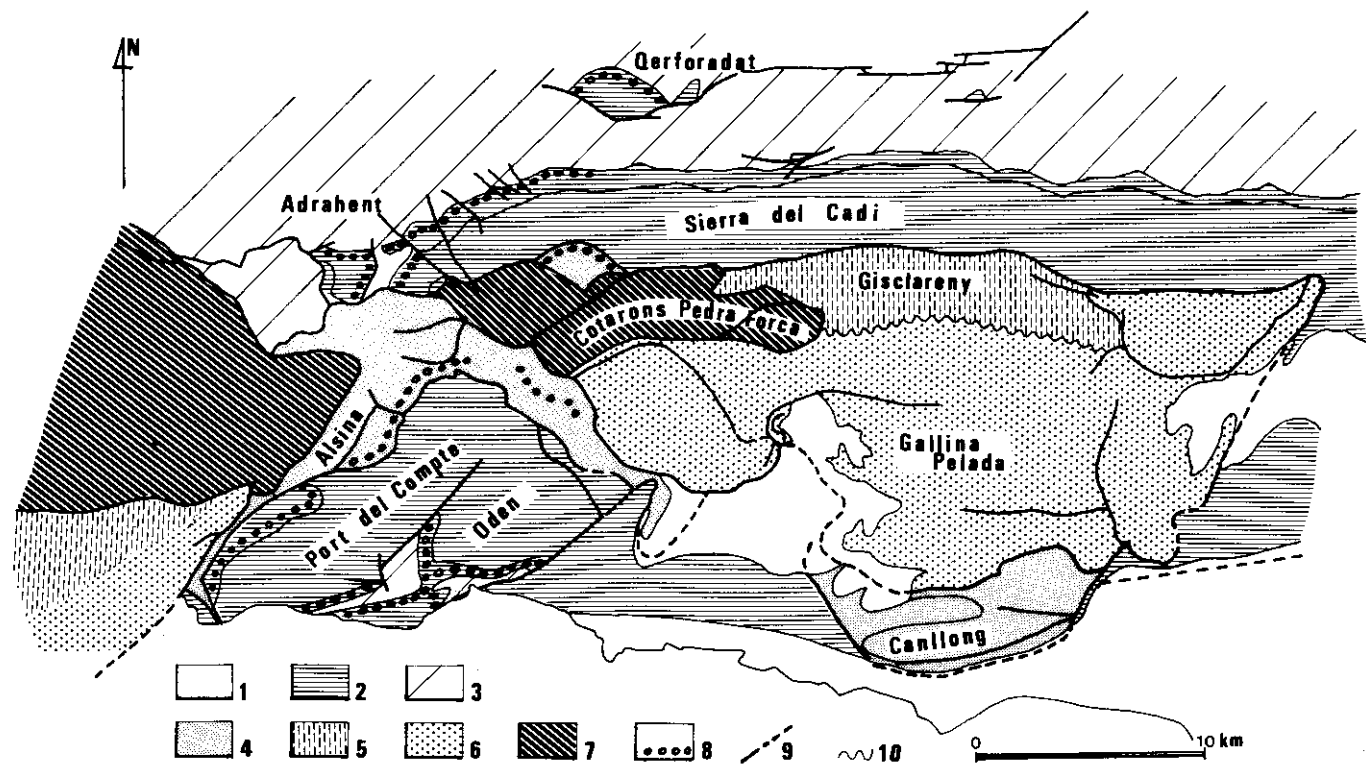 N
Qerforadat
Adrahent
Sierra del Cadí
Gisclareny
Cotarons Pedra Forca
Alsina
Gallina
Pelada
Port del Compte
Oden
Canllong
1
2
3
4
5
6
7
8
9
10
0
10 km